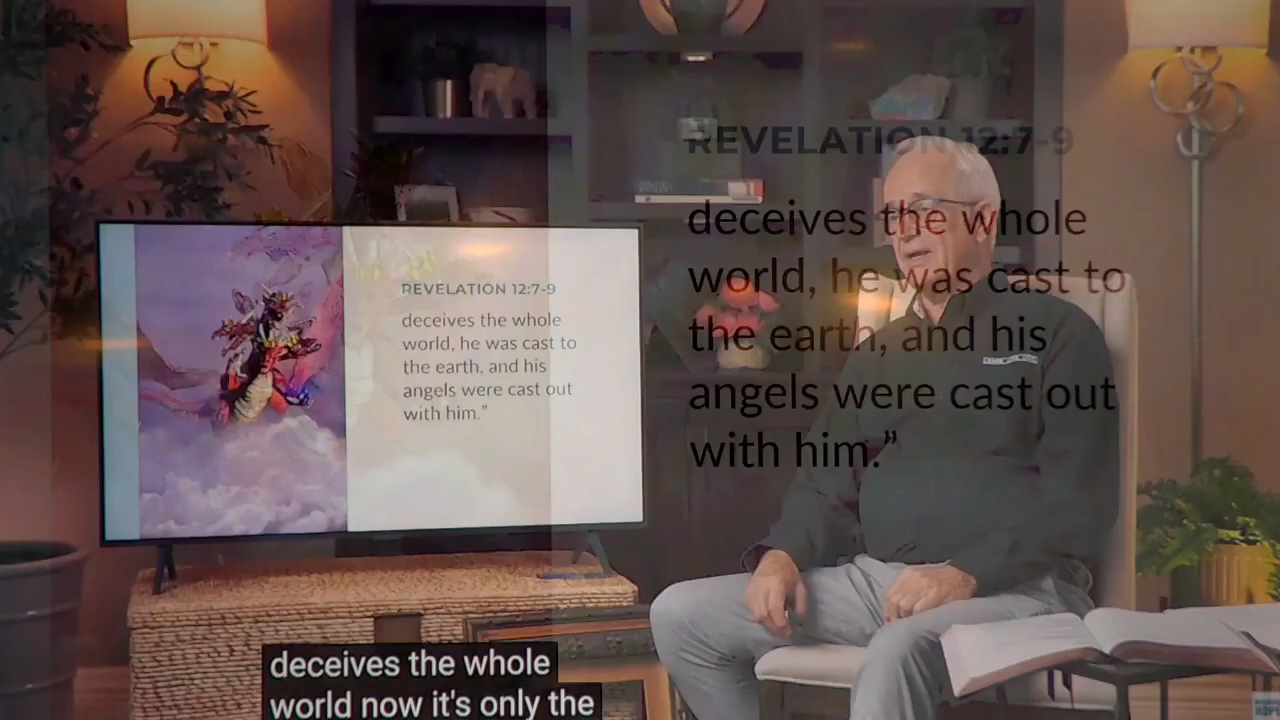 REVELATION 12:7-9
deceives the whole
world, he was cast to
the earth, and his
angels were cast out
with him.”
REVELATION 12:7-9
deceives the whole
world, he was cast to
the earth, and his
angels were cast out
with him.”
deceives the whole
world now it's only the